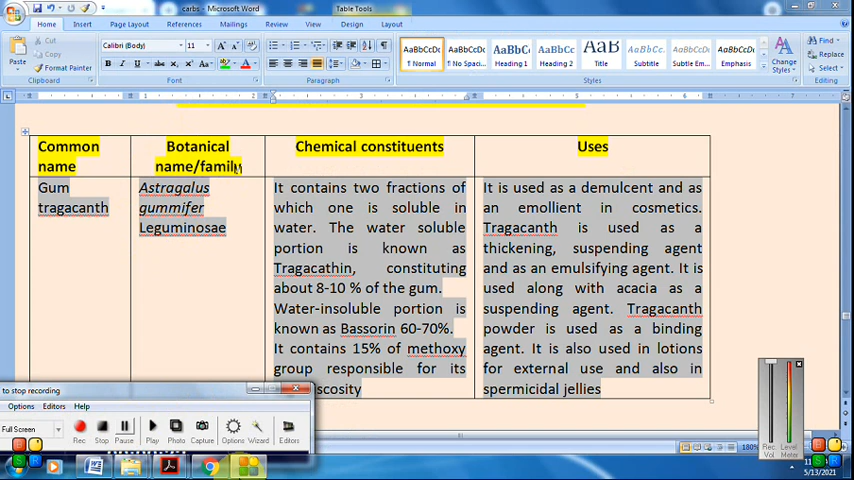 carbs - Microsoft Word
Table Tools
Home Insert Page Layout References Mailings Review View Design Layout
Cut
Copy
Format Painter
Paste
Clipboard
Calibri (Body) 11
Font
Paragraph
AaBbCcDc AaBbCcDc AaBbC AaBbCc AaB AaBbCc. AaBbCcDc AaBbCcDc
¶ Normal ¶ No Spaci... Heading 1 Heading 2 Title Subtitle Subtle Em... Emphasis
Change Styles
Styles
Find
Replace
Select
Editing
Common name
Botanical name/family
Chemical constituents
Uses
Gum
tragacanth
Astragalus
gummifer
Leguminosae
It contains two fractions of
which one is soluble in
water. The water soluble
portion is known as
Tragacathin, constituting
about 8-10 % of the gum.
Water-insoluble portion is
known as Bassorin 60-70%.
It contains 15% of methoxy
group responsible for its
It is used as a demulcent and as
an emollient in cosmetics.
Tragacanth is used as a
thickening, suspending agent
and as an emulsifying agent. It is
used along with acacia as a
suspending agent. Tragacanth
powder is used as a binding
agent. It is also used in lotions
for external use and also in
spermicidal jellies
to stop recording
Options Editors Help
Full Screen
Rec Stop Pause Play Photo Capture Options Wizard Editors
Rec Vol
Level Meter
180%
5/13/2021